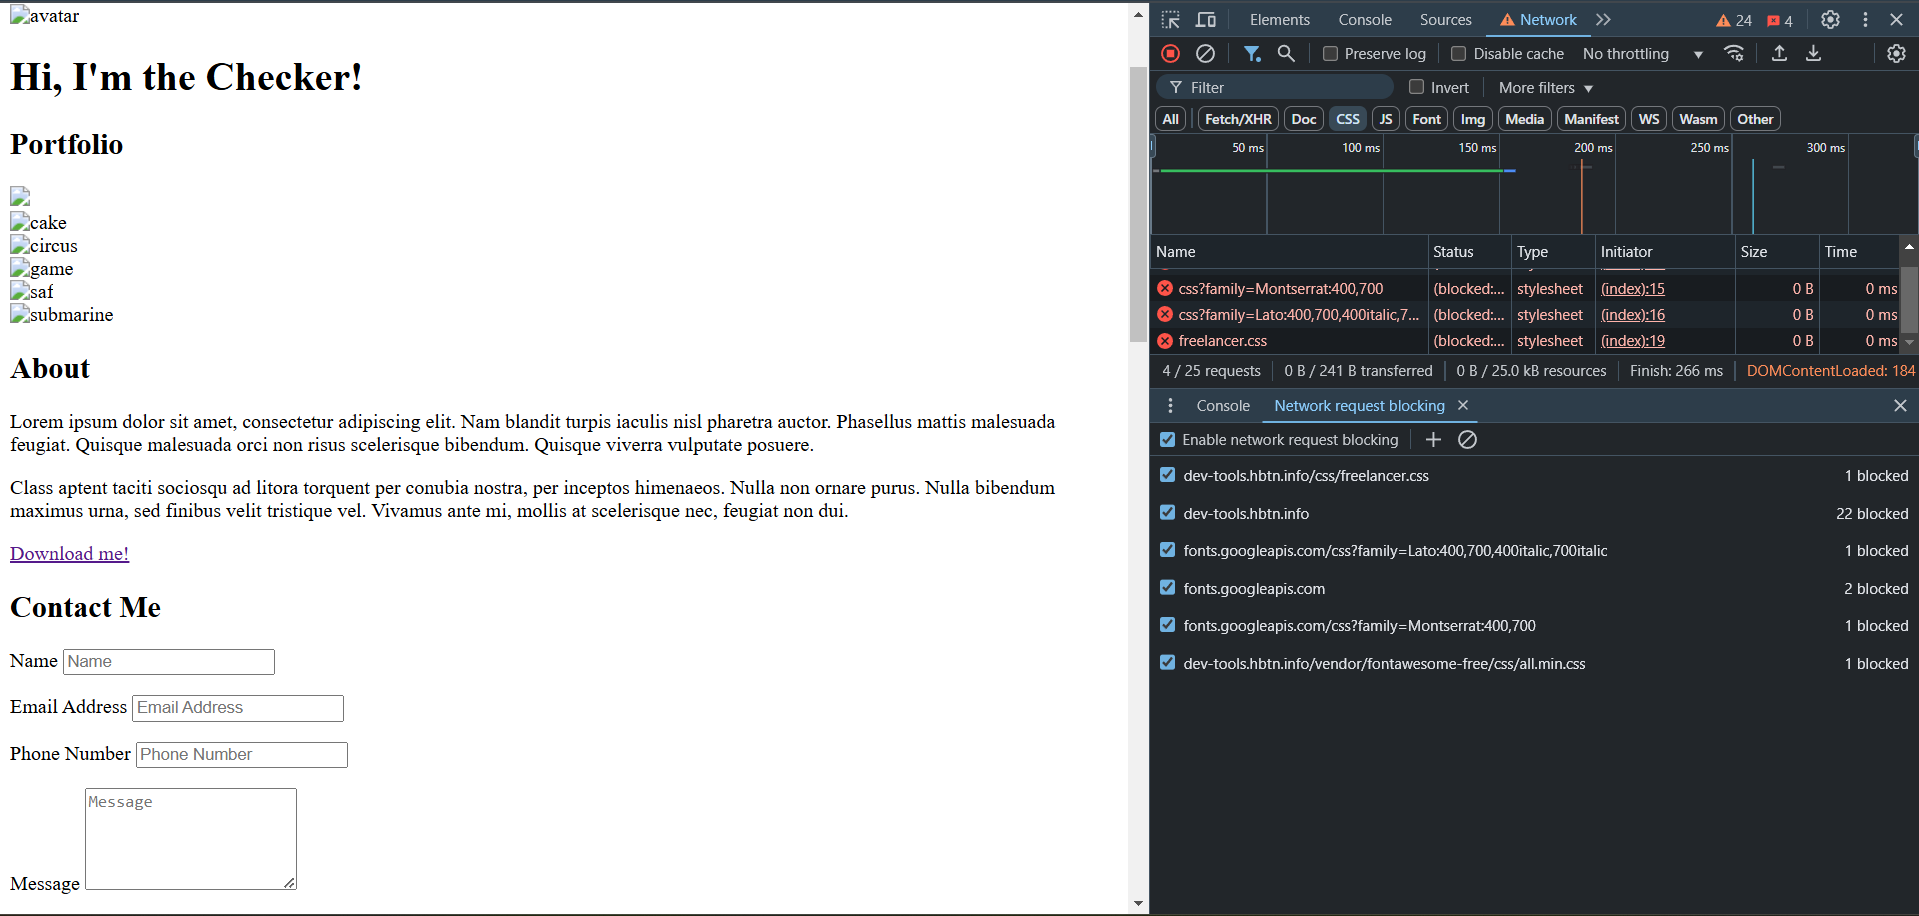 avatar
Hi, I'm the Checker!
Portfolio
cake
circus
game
saf
submarine
About
Lorem ipsum dolor sit amet, consectetur adipiscing elit. Nam blandit turpis iaculis nisl pharetra auctor. Phasellus mattis malesuada
feugiat. Quisque malesuada orci non risus scelerisque bibendum. Quisque viverra vulputate posuere.
Class aptent taciti sociosqu ad litora torquent per conubia nostra, per inceptos himenaeos. Nulla non ornare purus. Nulla bibendum
maximus urna, sed finibus velit tristique vel. Vivamus ante mi, mollis at scelerisque nec, feugiat non dui.
Download me!
Contact Me
Name Name
Email Address Email Address
Phone Number Phone Number
Message
Message
Elements Console Sources Network 24 4
Preserve log Disable cache No throttling
Filter Invert More filters
All Fetch/XHR Doc CSS JS Font Img Media Manifest WS Wasm Other
50 ms 100 ms 150 ms 200 ms 250 ms 300 ms
Name Status Type Initiator Size Time
css?family=Montserrat:400,700 (blocked:... stylesheet (index):15 0 B 0 ms
css?family=Lato:400,700,400italic,7... (blocked:... stylesheet (index):16 0 B 0 ms
freelancer.css (blocked:... stylesheet (index):19 0 B 0 ms
4 / 25 requests 0 B / 241 B transferred 0 B / 25.0 kB resources Finish: 266 ms DOMContentLoaded: 184
Console Network request blocking
Enable network request blocking
dev-tools.hbtn.info/css/freelancer.css 1 blocked
dev-tools.hbtn.info 22 blocked
fonts.googleapis.com/css?family=Lato:400,700,400italic,700italic 1 blocked
fonts.googleapis.com 2 blocked
fonts.googleapis.com/css?family=Montserrat:400,700 1 blocked
dev-tools.hbtn.info/vendor/fontawesome-free/css/all.min.css 1 blocked